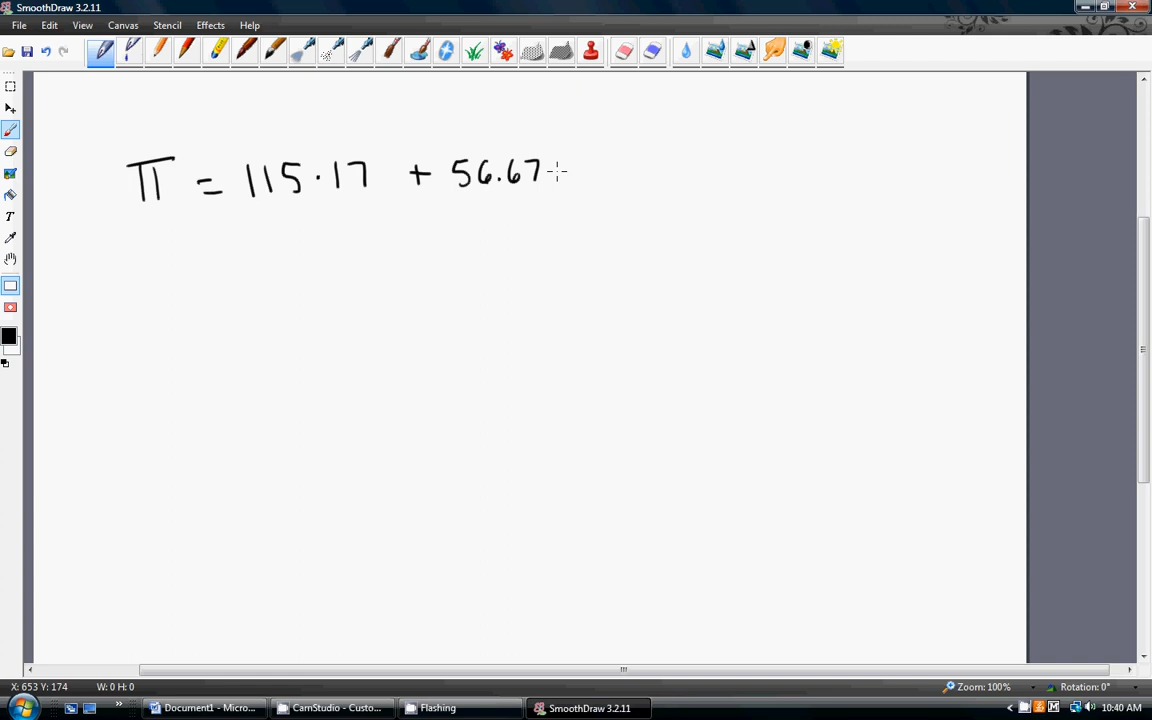 SmoothDraw 3.2.11
File Edit View Canvas Stencil Effects Help
Π = 115.17 + 56.67
X: 653 Y: 174 W: 0 H: 0 Zoom: 100% Rotation: 0°
Document1 - Micro... CamStudio - Custo... Flashing SmoothDraw 3.2.11 10:40 AM